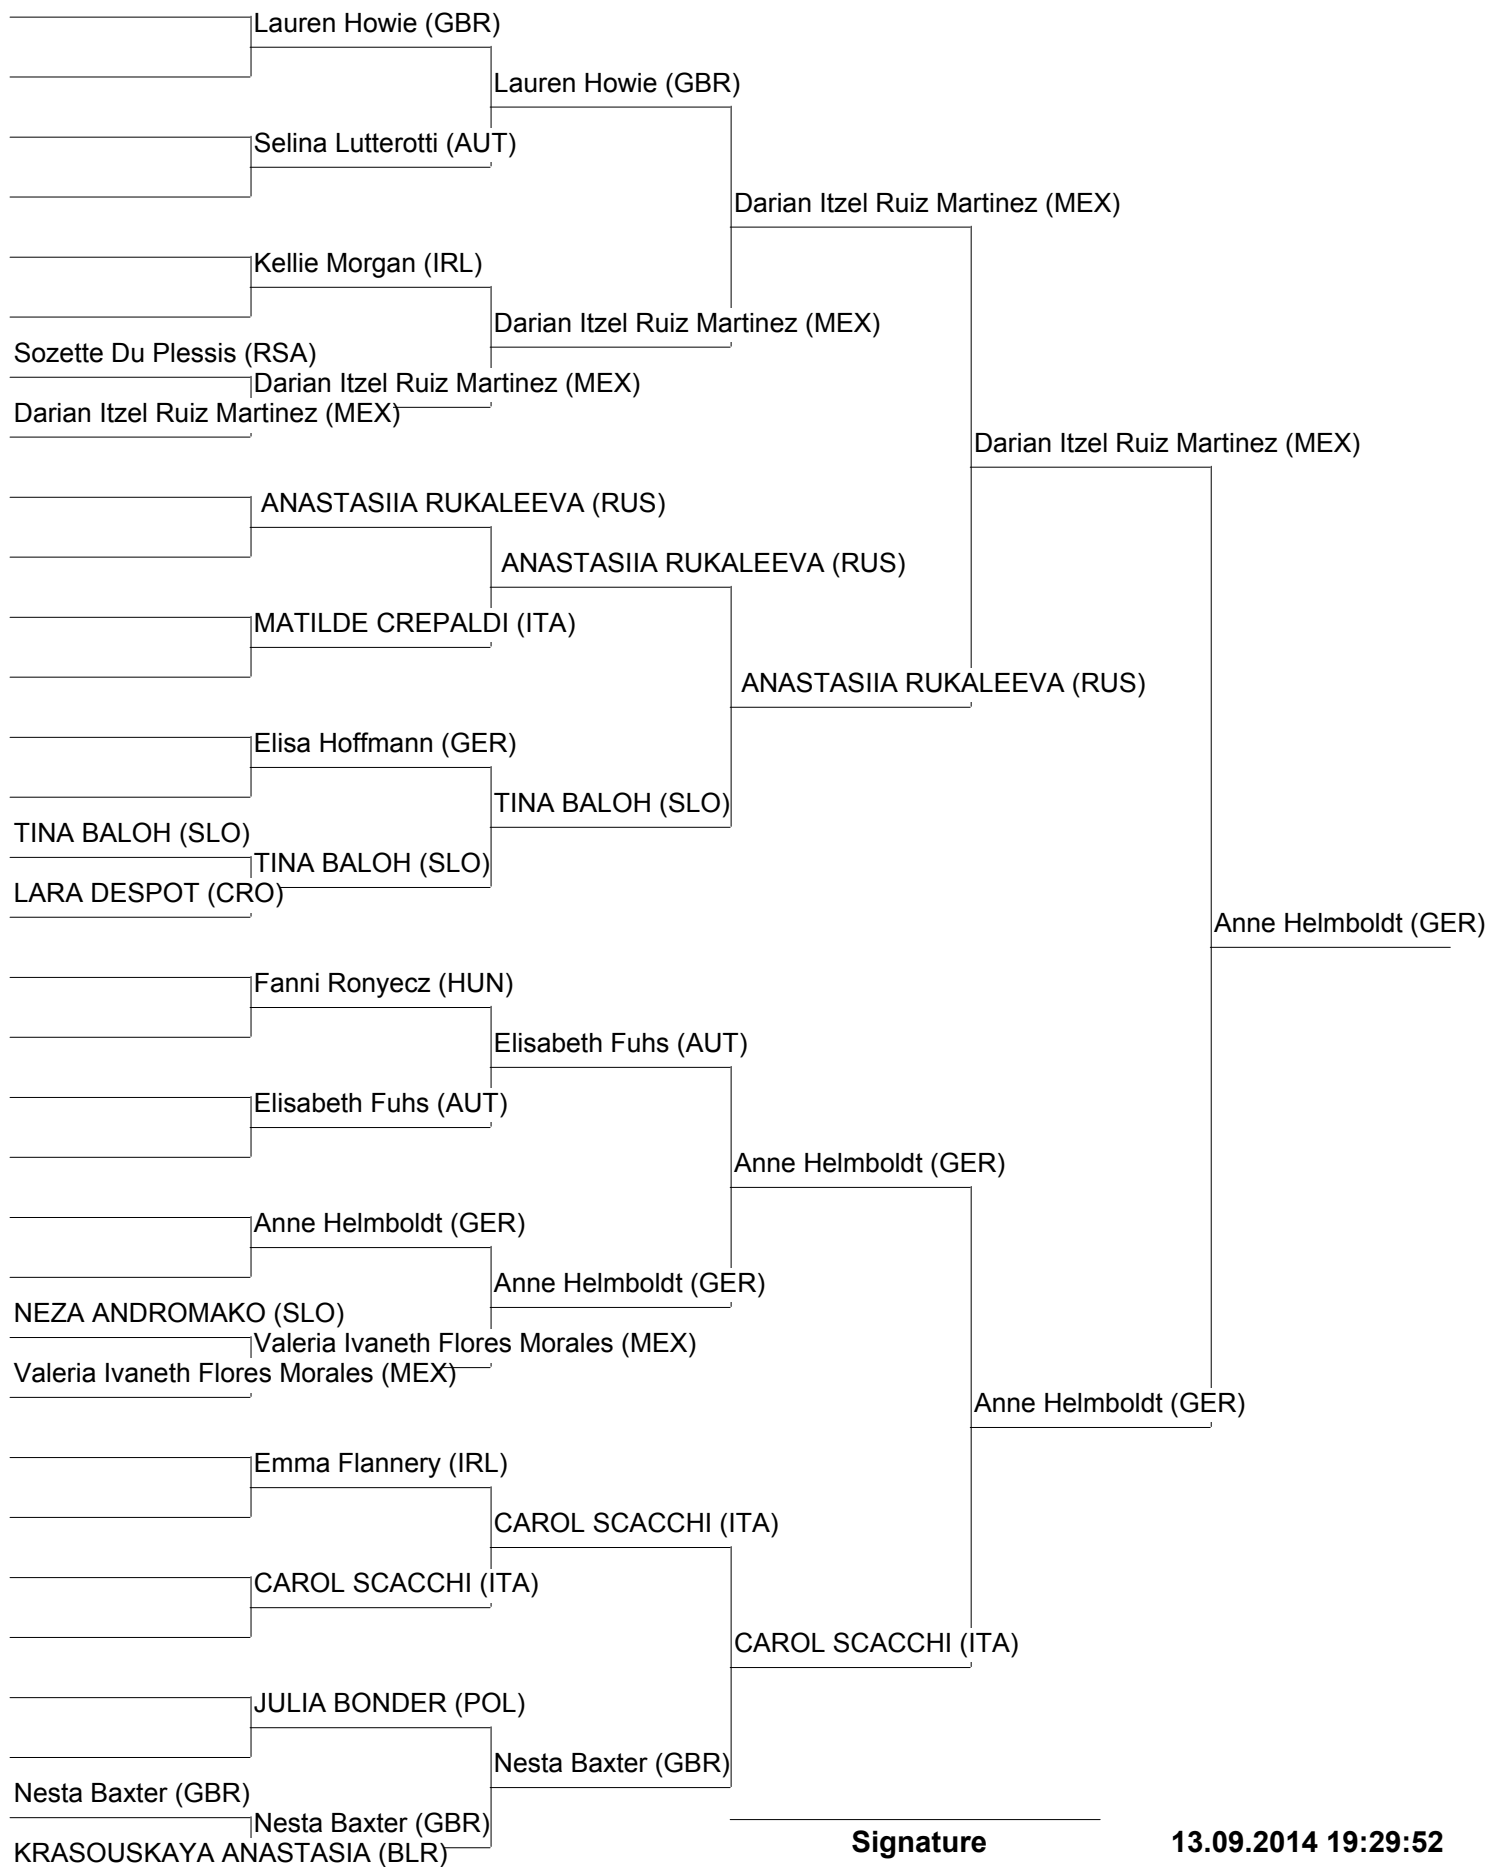 Lauren Howie (GBR)
Lauren Howie (GBR)
Selina Lutterotti (AUT)
Darian Itzel Ruiz Martinez (MEX)
Kellie Morgan (IRL)
Darian Itzel Ruiz Martinez (MEX)
Sozette Du Plessis (RSA)
Darian Itzel Ruiz Martinez (MEX)
Darian Itzel Ruiz Martinez (MEX)
Darian Itzel Ruiz Martinez (MEX)
ANASTASIIA RUKALEEVA (RUS)
ANASTASIIA RUKALEEVA (RUS)
MATILDE CREPALDI (ITA)
ANASTASIIA RUKALEEVA (RUS)
Elisa Hoffmann (GER)
TINA BALOH (SLO)
TINA BALOH (SLO)
TINA BALOH (SLO)
LARA DESPOT (CRO)
Anne Helmboldt (GER)
Fanni Ronyecz (HUN)
Elisabeth Fuhs (AUT)
Elisabeth Fuhs (AUT)
Anne Helmboldt (GER)
Anne Helmboldt (GER)
Anne Helmboldt (GER)
NEZA ANDROMAKO (SLO)
Valeria Ivaneth Flores Morales (MEX)
Valeria Ivaneth Flores Morales (MEX)
Anne Helmboldt (GER)
Emma Flannery (IRL)
CAROL SCACCHI (ITA)
CAROL SCACCHI (ITA)
CAROL SCACCHI (ITA)
JULIA BONDER (POL)
Nesta Baxter (GBR)
Nesta Baxter (GBR)
Nesta Baxter (GBR)
KRASOUSKAYA ANASTASIA (BLR)
Signature
13.09.2014 19:29:52